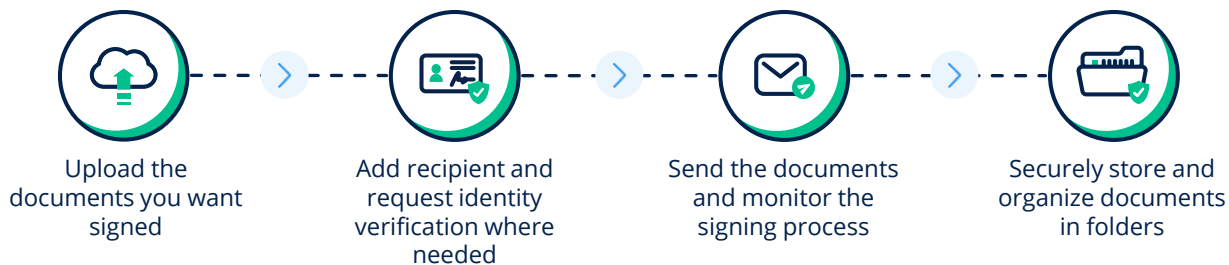 Upload the
documents you want
signed
Add recipient and
request identity
verification where
needed
Send the documents
and monitor the
signing process
Securely store and
organize documents
in folders